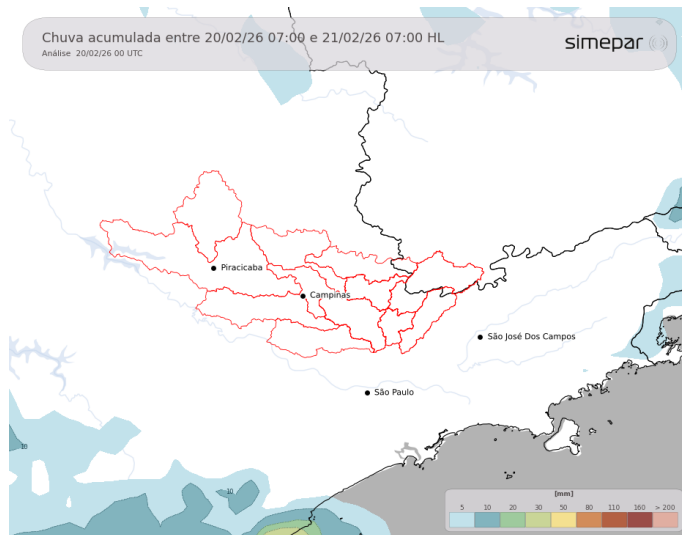 Chuva acumulada entre 20/02/26 07:00 e 21/02/26 07:00 HL
Análise 20/02/26 00 UTC
simepar
Piracicaba
Campinas
São José Dos Campos
São Paulo
10
10
[mm]
5 10 20 30 50 80 110 160 > 200